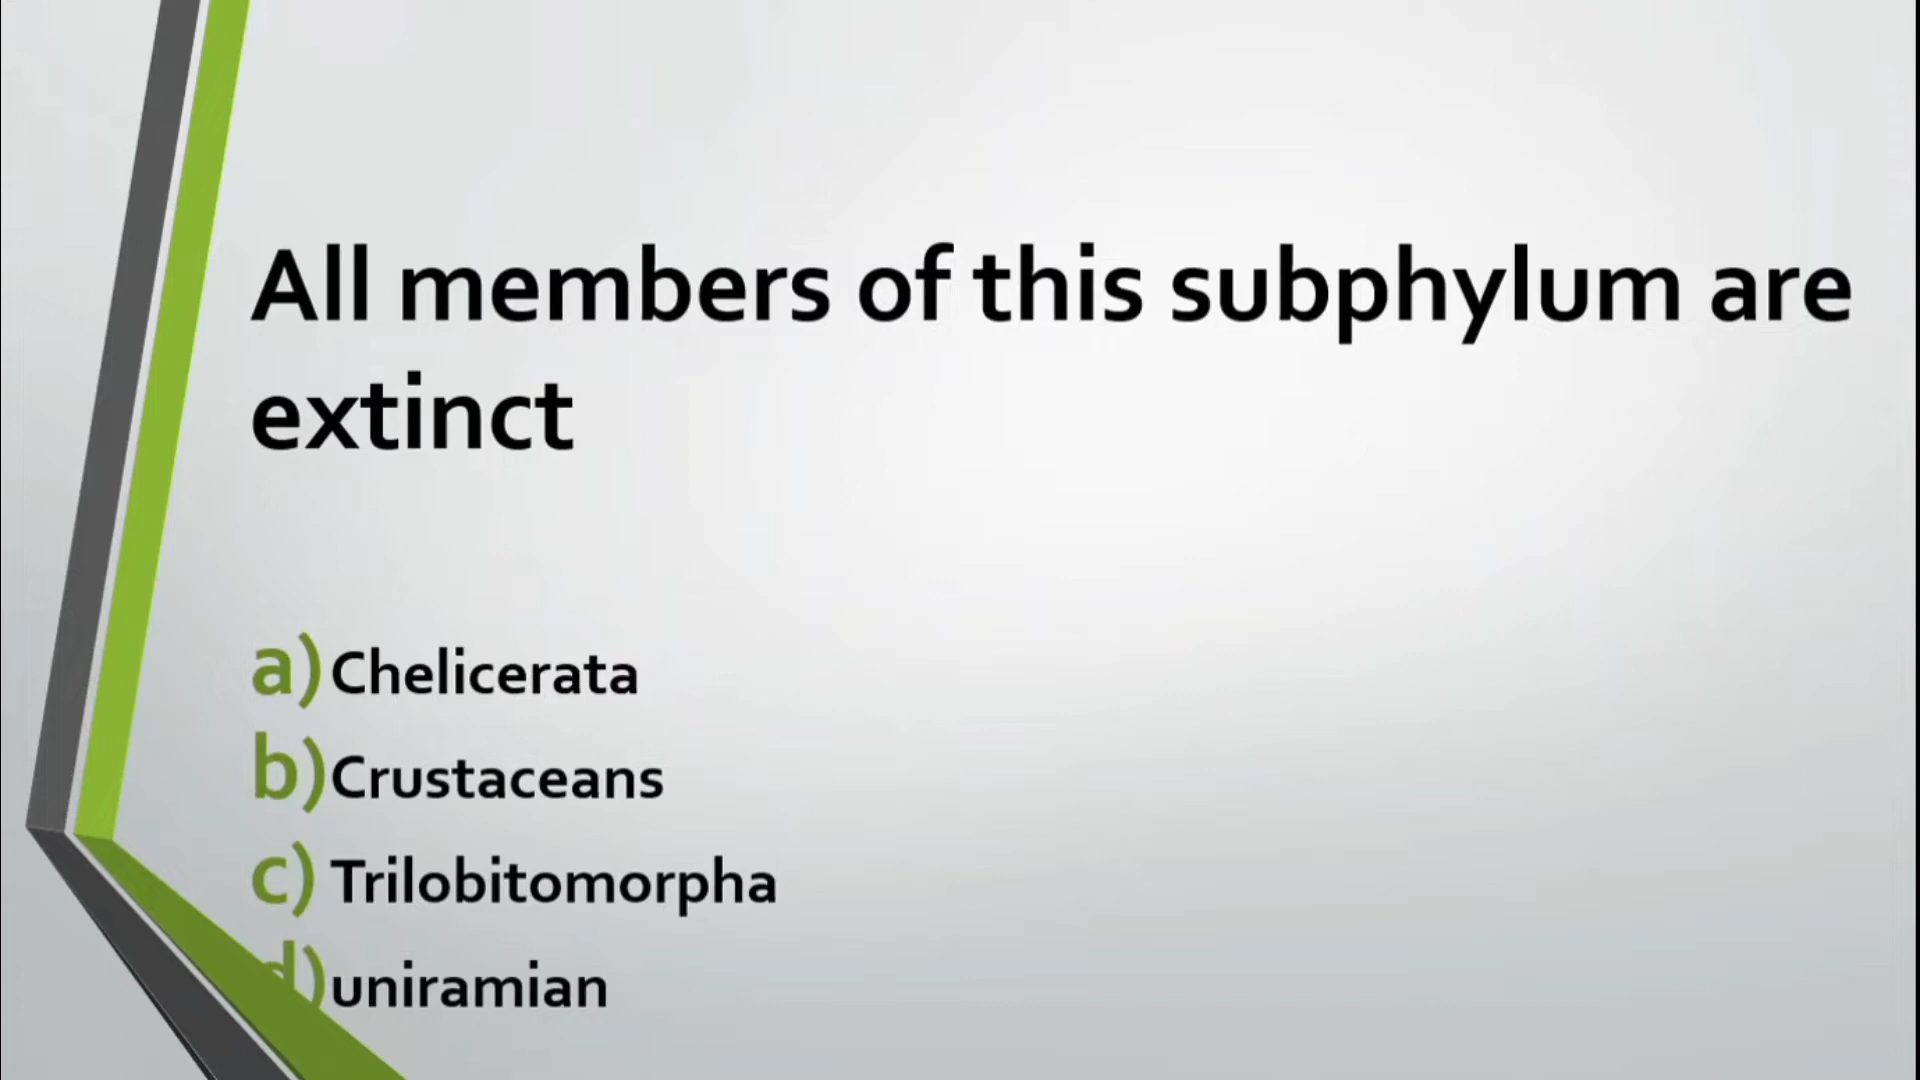 All members of this subphylum are
extinct
a) Chelicerata
b) Crustaceans
c) Trilobitomorpha
d) uniramian